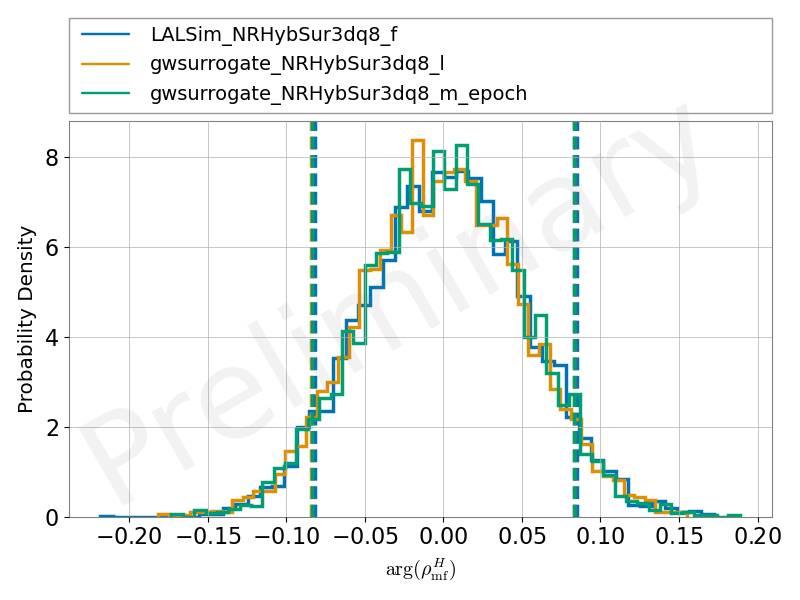 LALSim_NRHybSur3dq8_f
gwsurrogate_NRHybSur3dq8_l
gwsurrogate_NRHybSur3dq8_m_epoch
8
6
4
2
0
Probability Density
Preliminary
−0.20 −0.15 −0.10 −0.05 0.00 0.05 0.10 0.15 0.20
arg(ρ_mf^H)